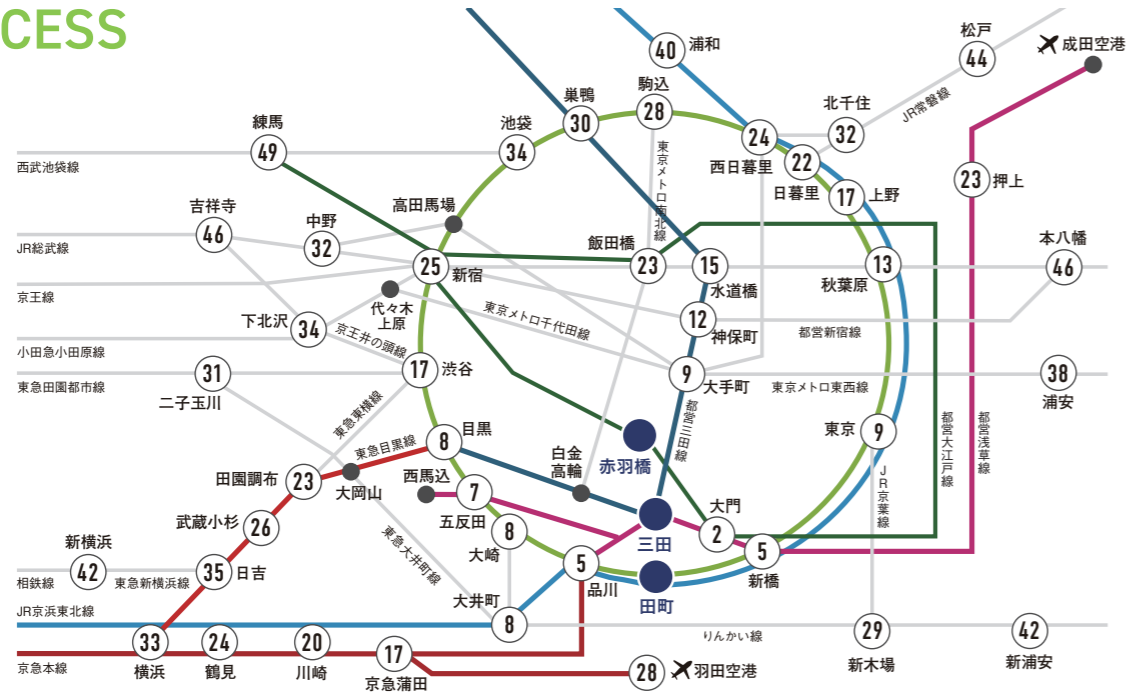 CESS
浦和
40
松戸
44
成田空港
駒込
28
巣鴨
30
北千住
32
JR常磐線
練馬
49
池袋
34
24
西日暮里
22
日暮里
西武池袋線
東京メトロ南北線
17
上野
23
押上
吉祥寺
46
中野
32
高田馬場
飯田橋
23
JR総武線
25
新宿
15
水道橋
13
秋葉原
本八幡
46
京王線
代々木
上原
東京メトロ千代田線
12
神保町
都営新宿線
下北沢
34
京王井の頭線
小田急小田原線
31
二子玉川
17
渋谷
9
大手町
東京メトロ東西線
38
浦安
東急田園都市線
東急東横線
都営三田線
都営大江戸線
都営浅草線
目黒
8
東急目黒線
赤羽橋
東京
9
田園調布
23
大岡山
西馬込
白金
高輪
JR京葉線
7
五反田
武蔵小杉
26
8
大崎
三田
大門
2
5
新橋
新横浜
42
相鉄線
東急新横浜線
35
日吉
東急大井町線
5
品川
田町
JR京浜東北線
大井町
8
りんかい線
29
新木場
42
新浦安
33
横浜
24
鶴見
20
川崎
17
京急蒲田
京急本線
28
羽田空港